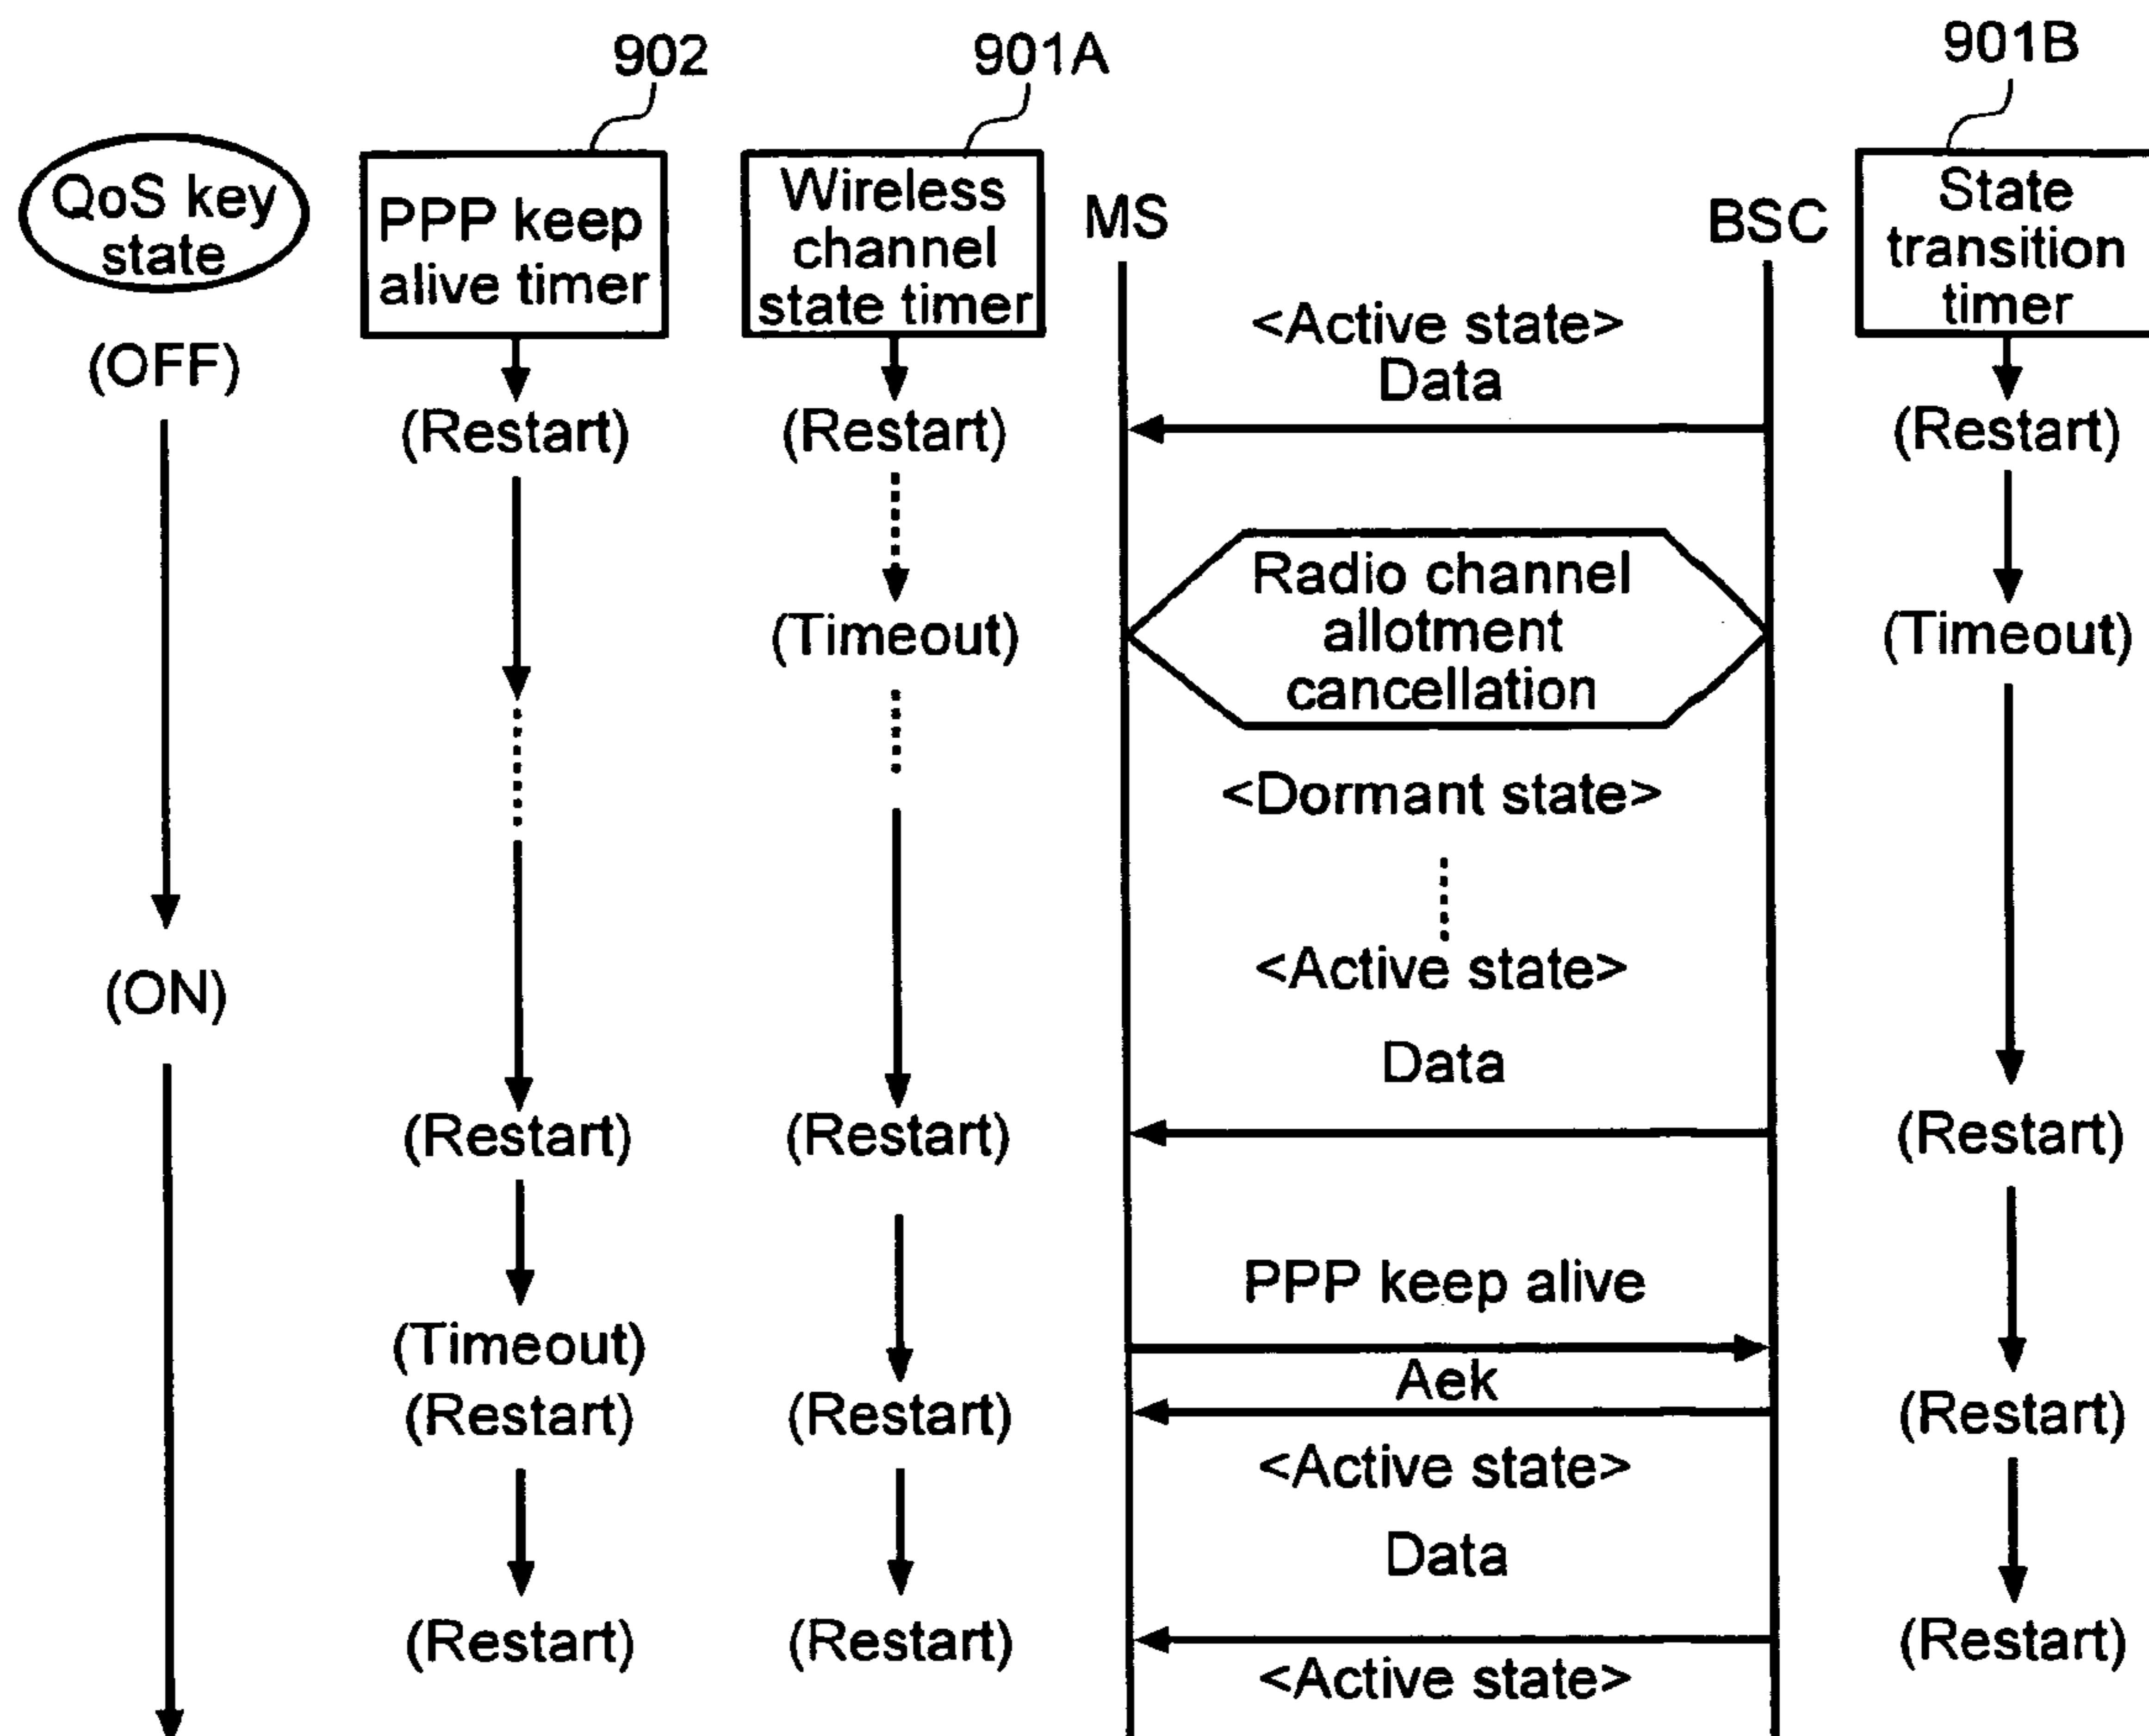 902
901A
901B
QoS key
state
PPP keep
alive timer
Wireless
channel
state timer
MS
BSC
State
transition
timer
(OFF)
<Active state>
Data
(Restart)
(Restart)
(Restart)
Radio channel
allotment
cancellation
(Timeout)
(Timeout)
<Dormant state>
(ON)
<Active state>
Data
(Restart)
(Restart)
(Restart)
PPP keep alive
(Timeout)
Aek
(Restart)
(Restart)
(Restart)
<Active state>
Data
(Restart)
(Restart)
(Restart)
<Active state>